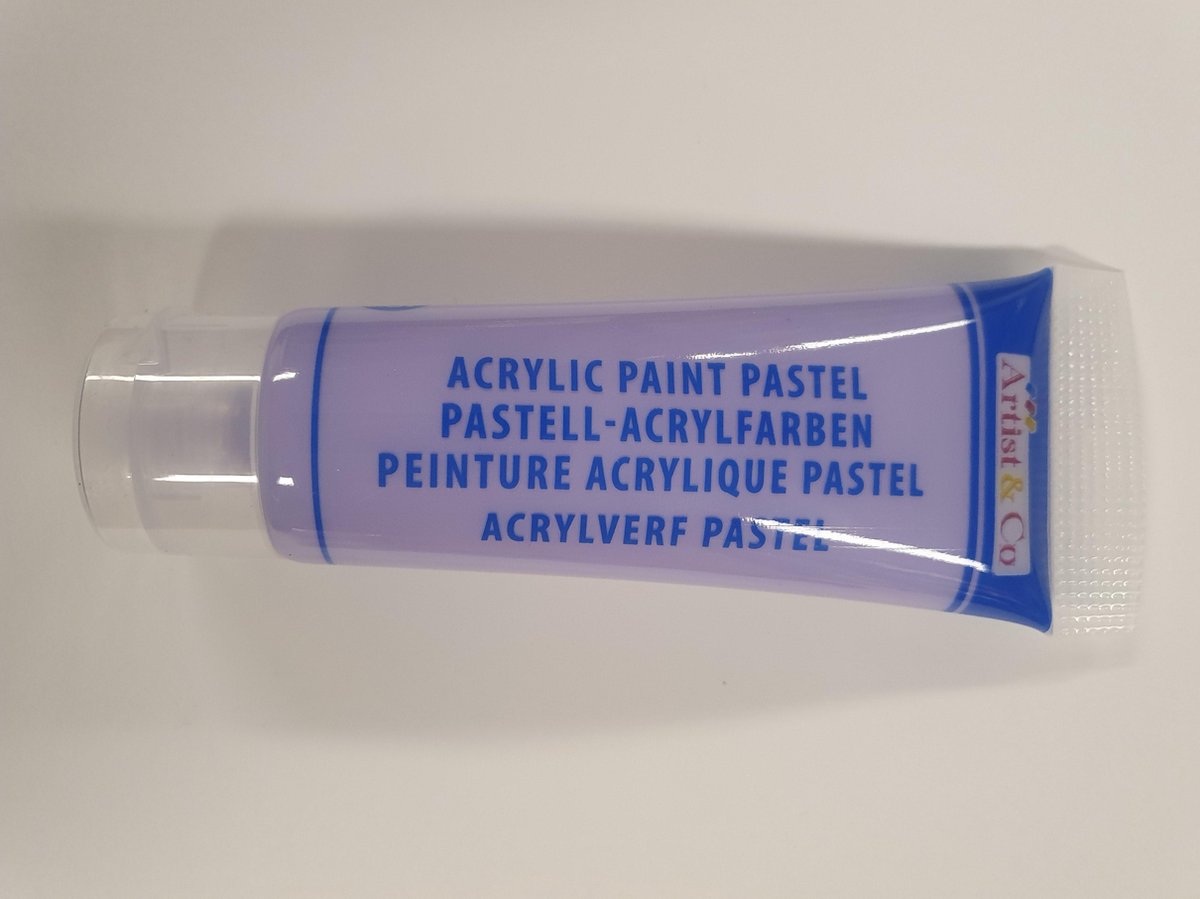 ACRYLIC PAINT PASTEL
PASTELL-ACRYLFARBEN
PEINTURE ACRYLIQUE PASTEL
ACRYLVERF PASTEL
Artist & Co